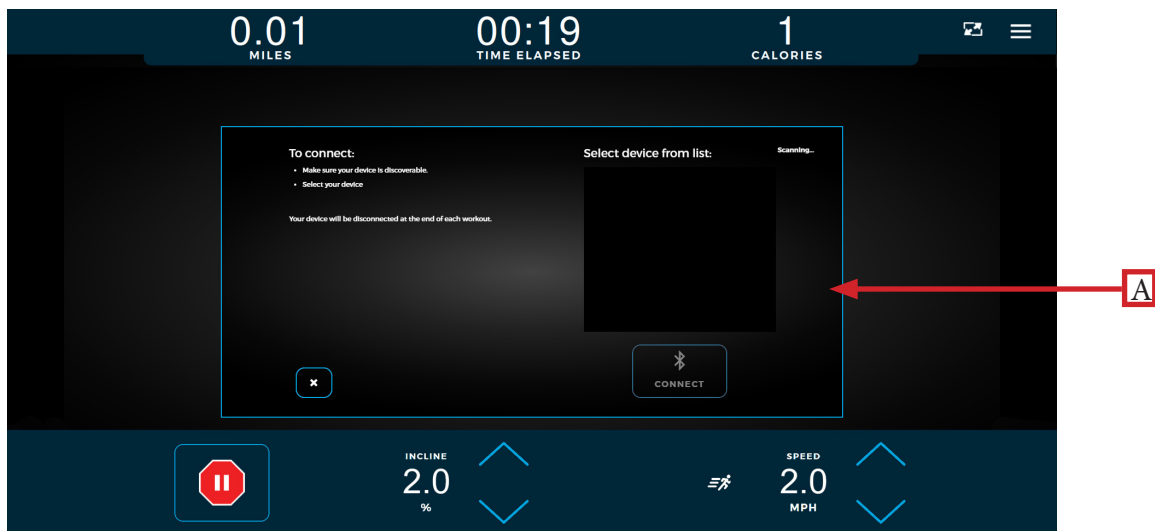 0.01
MILES
00:19
TIME ELAPSED
1
CALORIES
To connect:
• Make sure your device is discoverable.
• Select your device
Your device will be disconnected at the end of each workout.
Select device from list:
Scanning...
CONNECT
A
INCLINE
2.0
%
SPEED
2.0
MPH